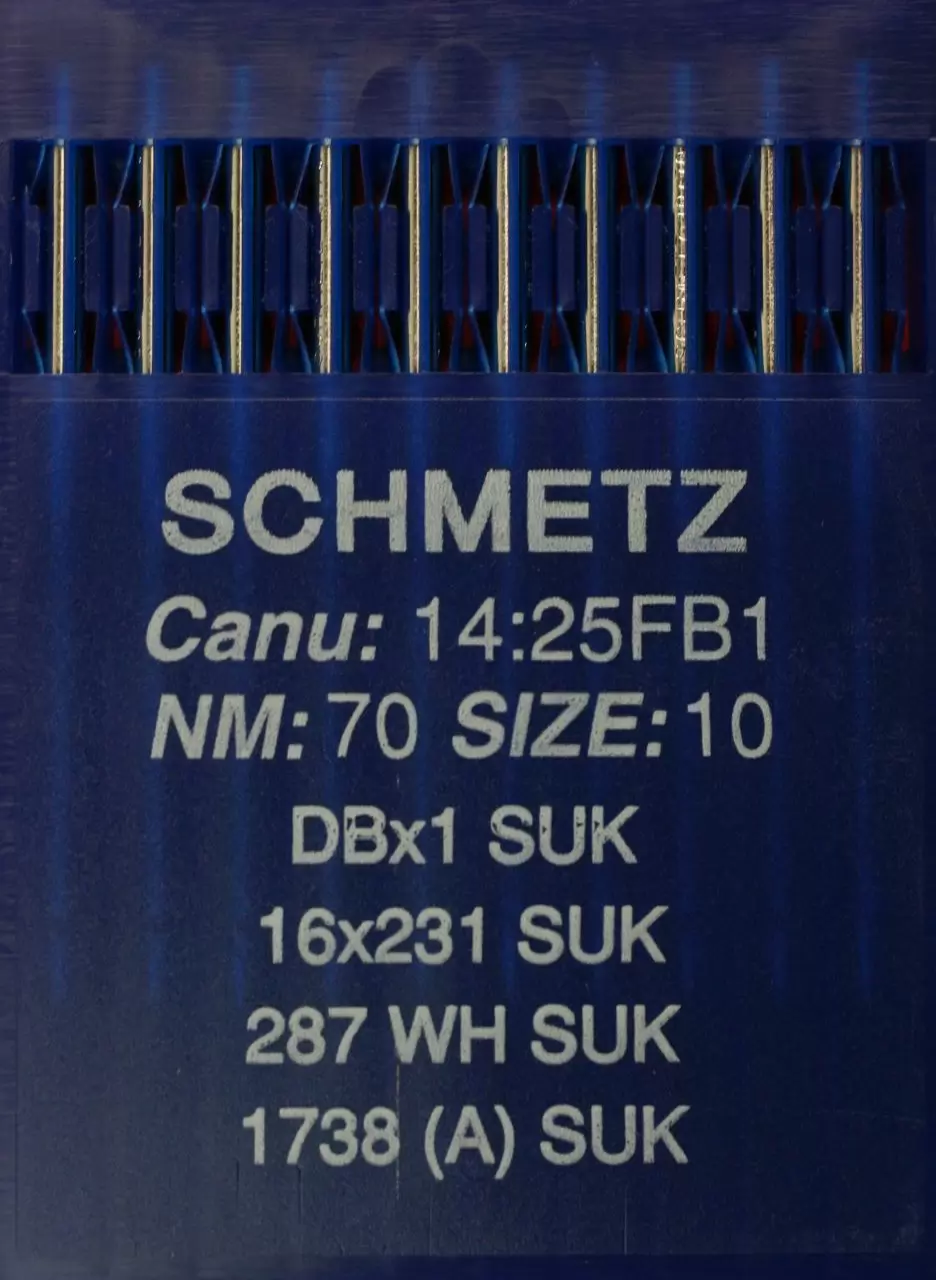 SCHMETZ
Canu: 14:25FB1
NM: 70 SIZE: 10
DBx1 SUK
16x231 SUK
287 WH SUK
1738 (A) SUK